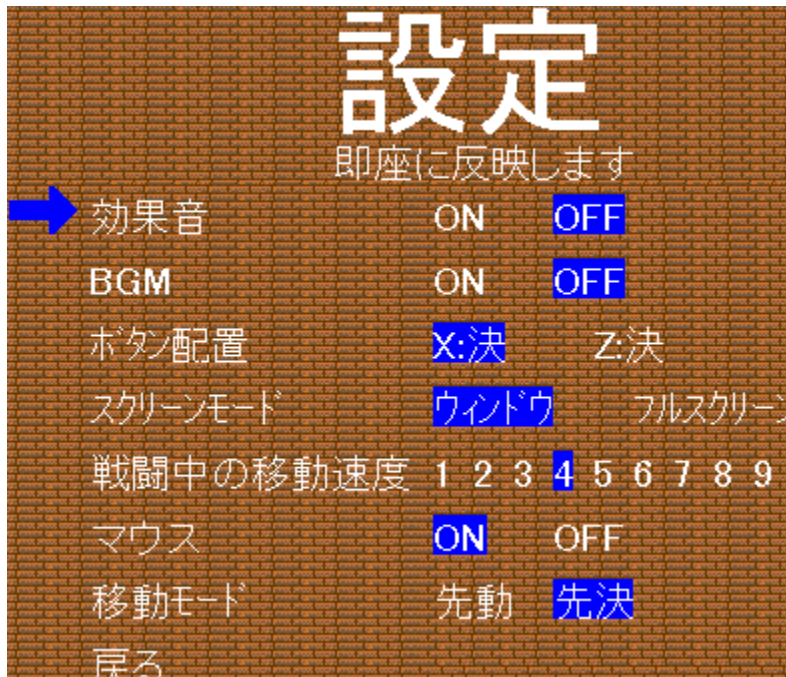 設定
即座に反映します
効果音 ON OFF
BGM ON OFF
ボタン配置 X:決 Z:決
スクリーンモード ウィンドウ フルスクリーン
戦闘中の移動速度 1 2 3 4 5 6 7 8 9
マウス ON OFF
移動モード 先動 先決
戻る